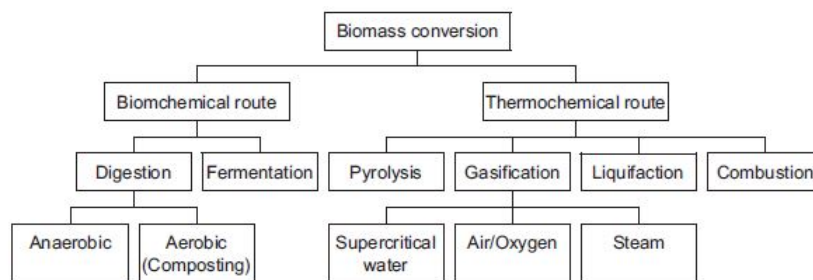 Biomass conversion
Biomchemical route
Thermochemical route
Digestion
Fermentation
Pyrolysis
Gasification
Liquifaction
Combustion
Anaerobic
Aerobic
(Composting)
Supercritical
water
Air/Oxygen
Steam